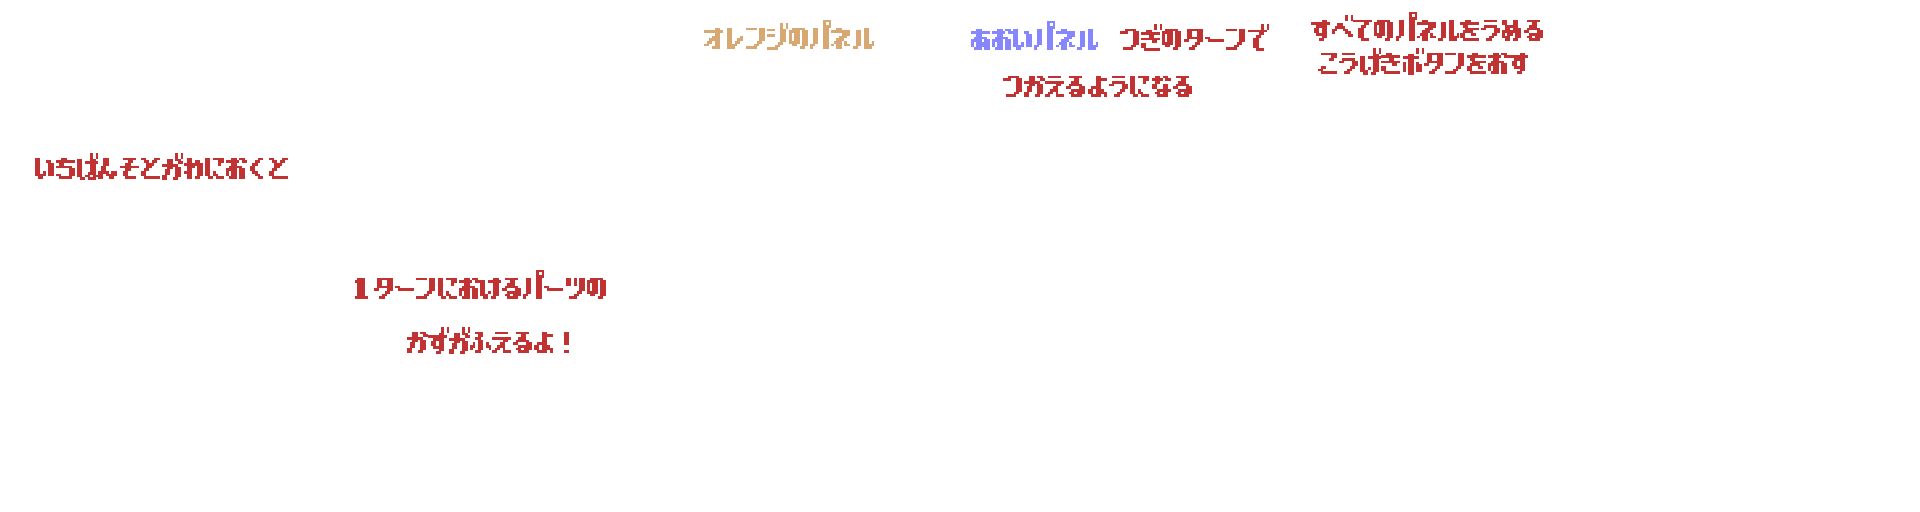 いちばんそとがわにおくと
1ターンにおけるパーツの
かずがふえるよ！
オレンジのパネル
あおいパネル つぎのターンで
つかえるようになる
すべてのパネルをうめる
こうげきボタンをおす